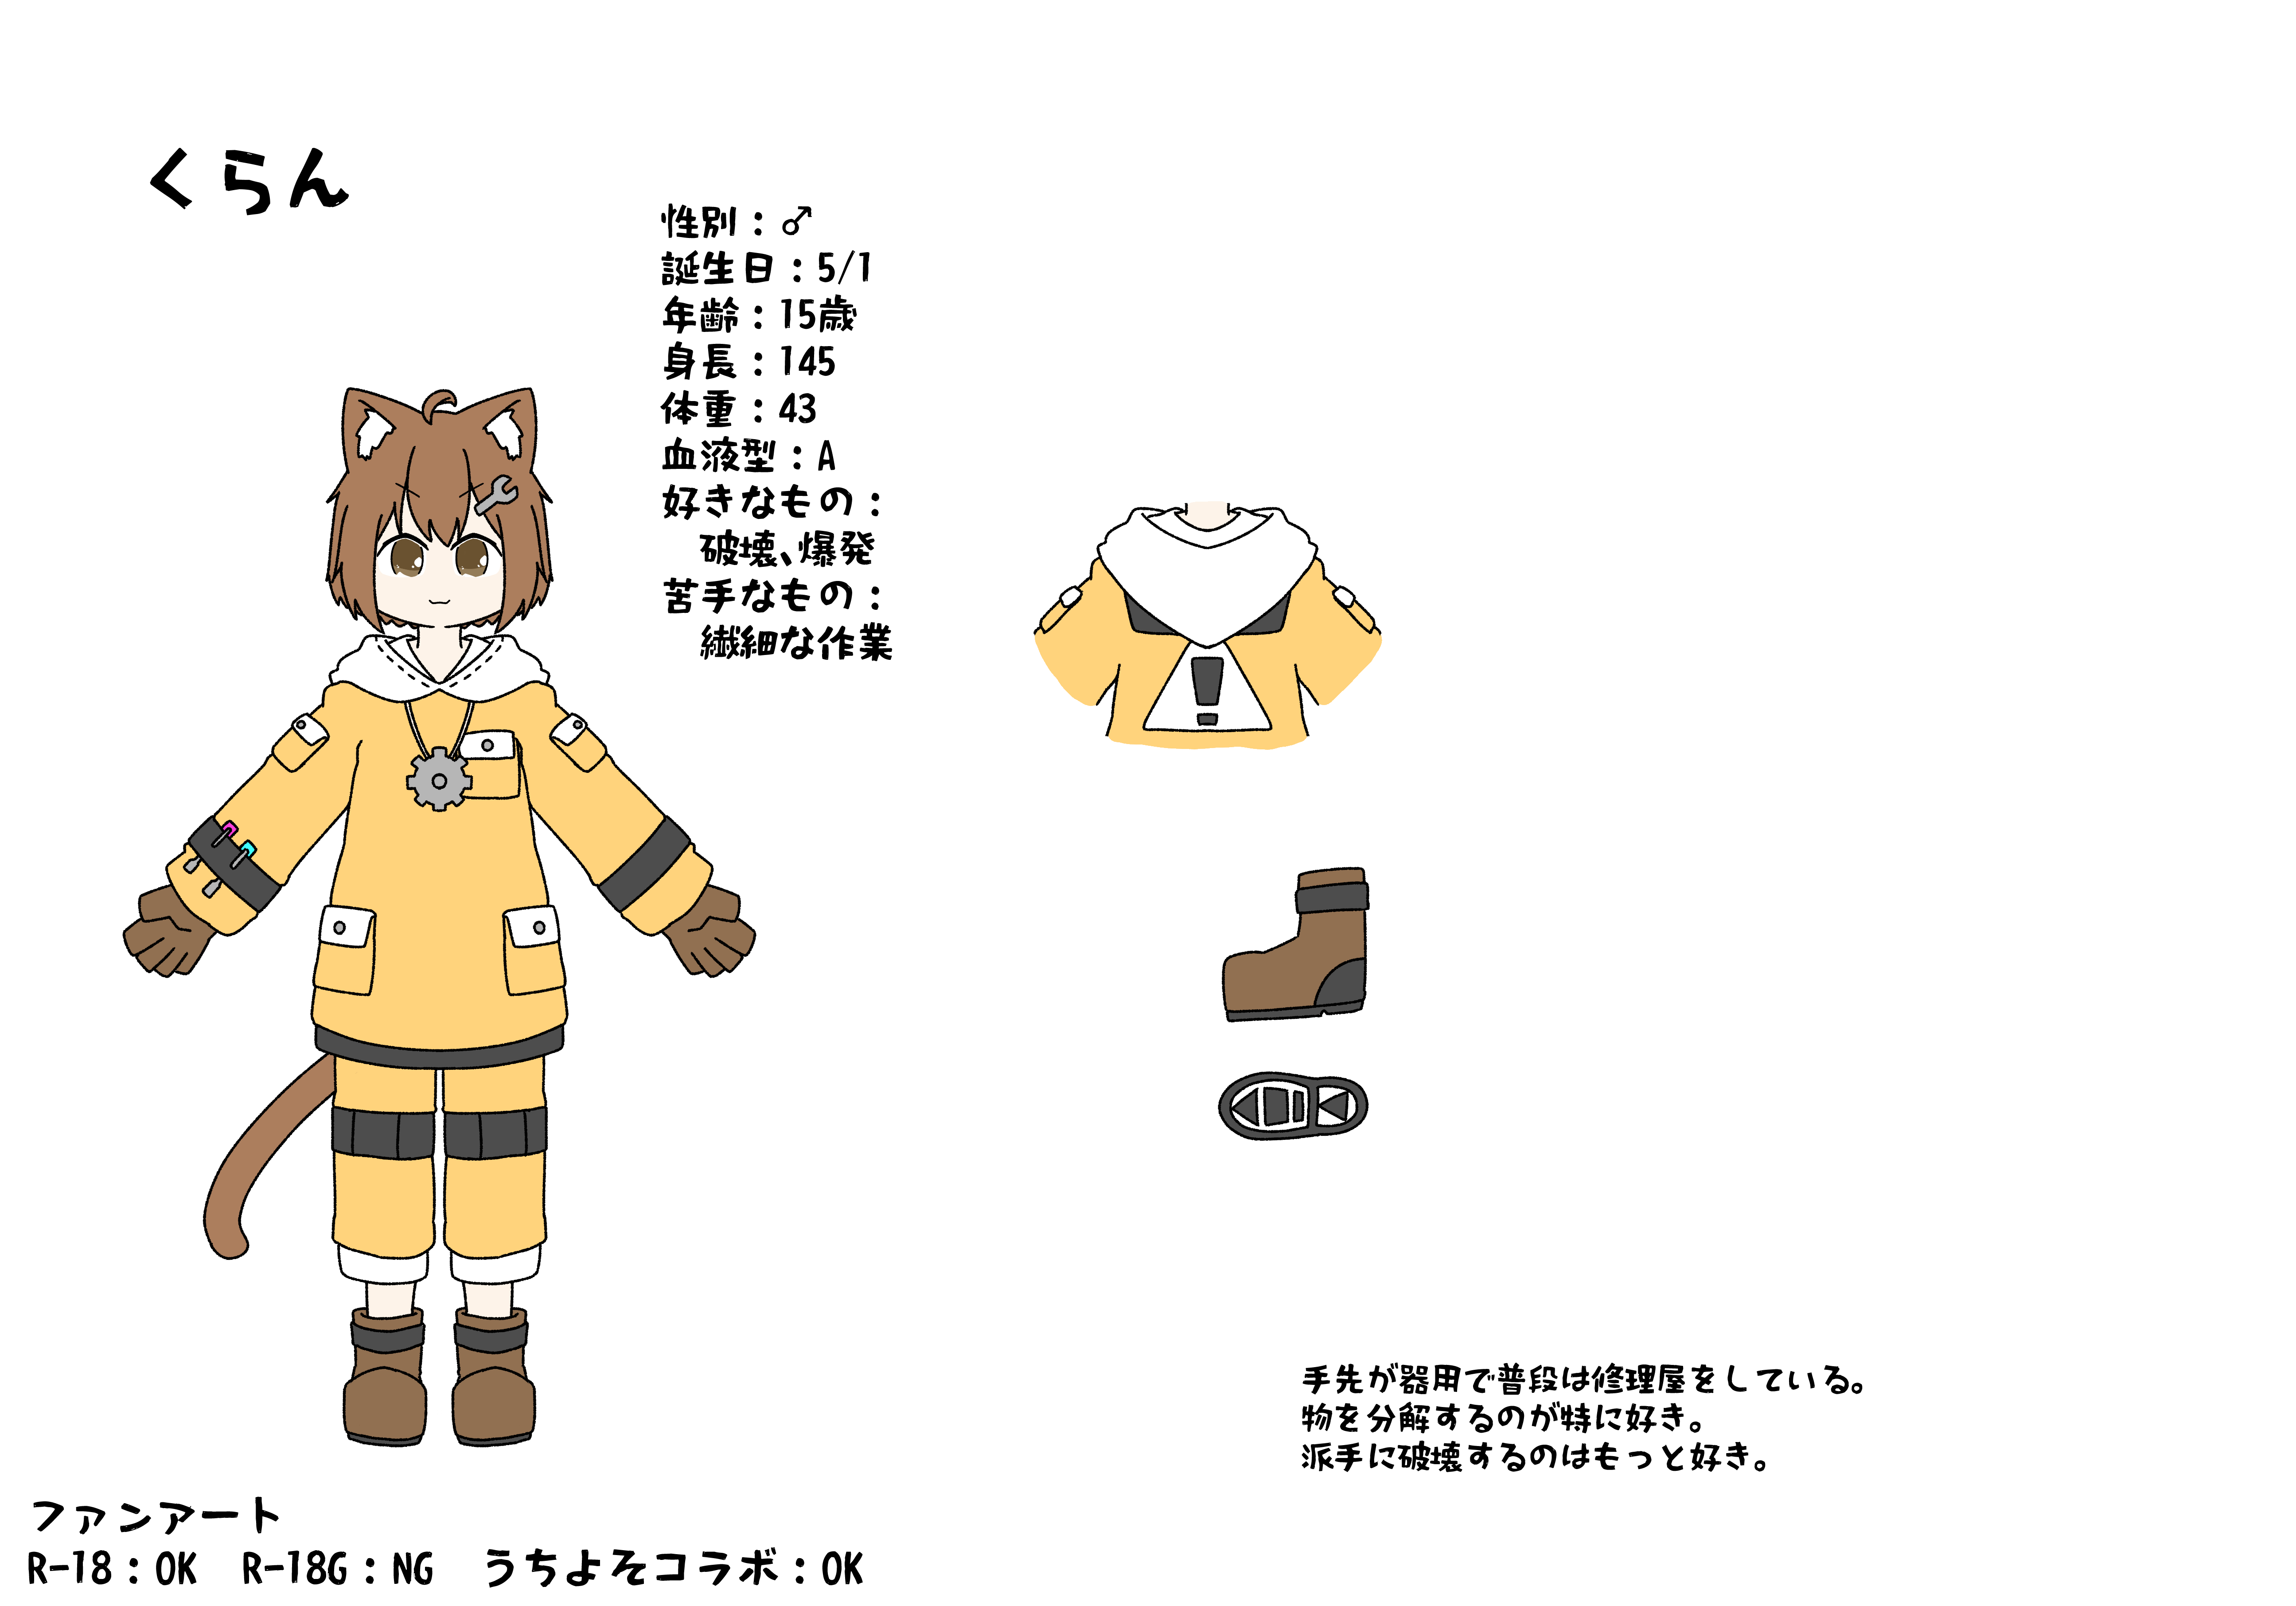 くらん
性別：♂
誕生日：5/1
年齢：15歳
身長：145
体重：43
血液型：A
好きなもの：
破壊、爆発
苦手なもの：
繊細な作業
手先が器用で普段は修理屋をしている。
物を分解するのが特に好き。
派手に破壊するのはもっと好き。
ファンアート
R-18：OK　R-18G：NG　うちよそコラボ：OK